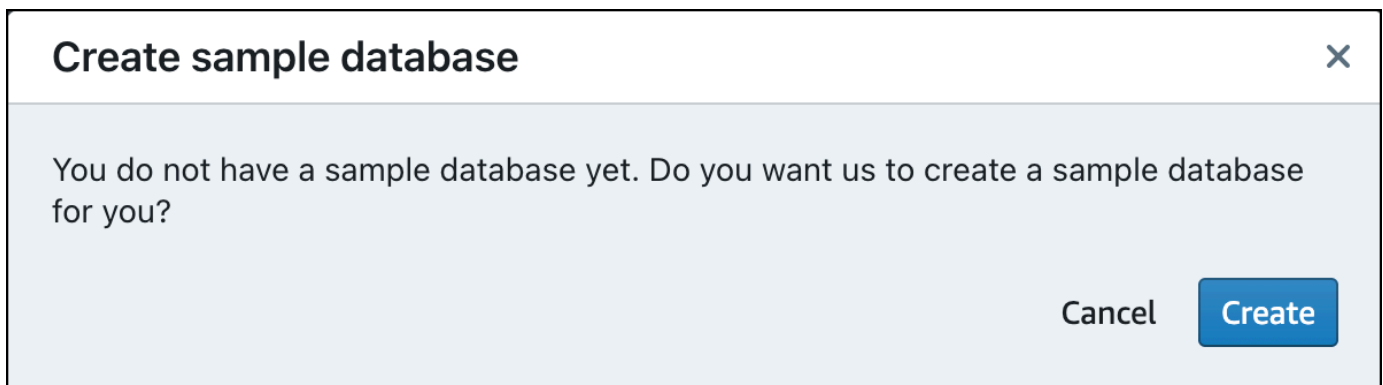 Create sample database
You do not have a sample database yet. Do you want us to create a sample database
for you?
Cancel
Create